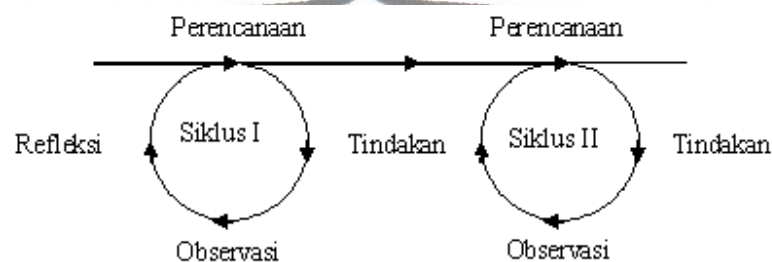 Perencanaan Perencanaan
Refleksi Siklus I Tindakan Siklus II Tindakan
Observasi Observasi